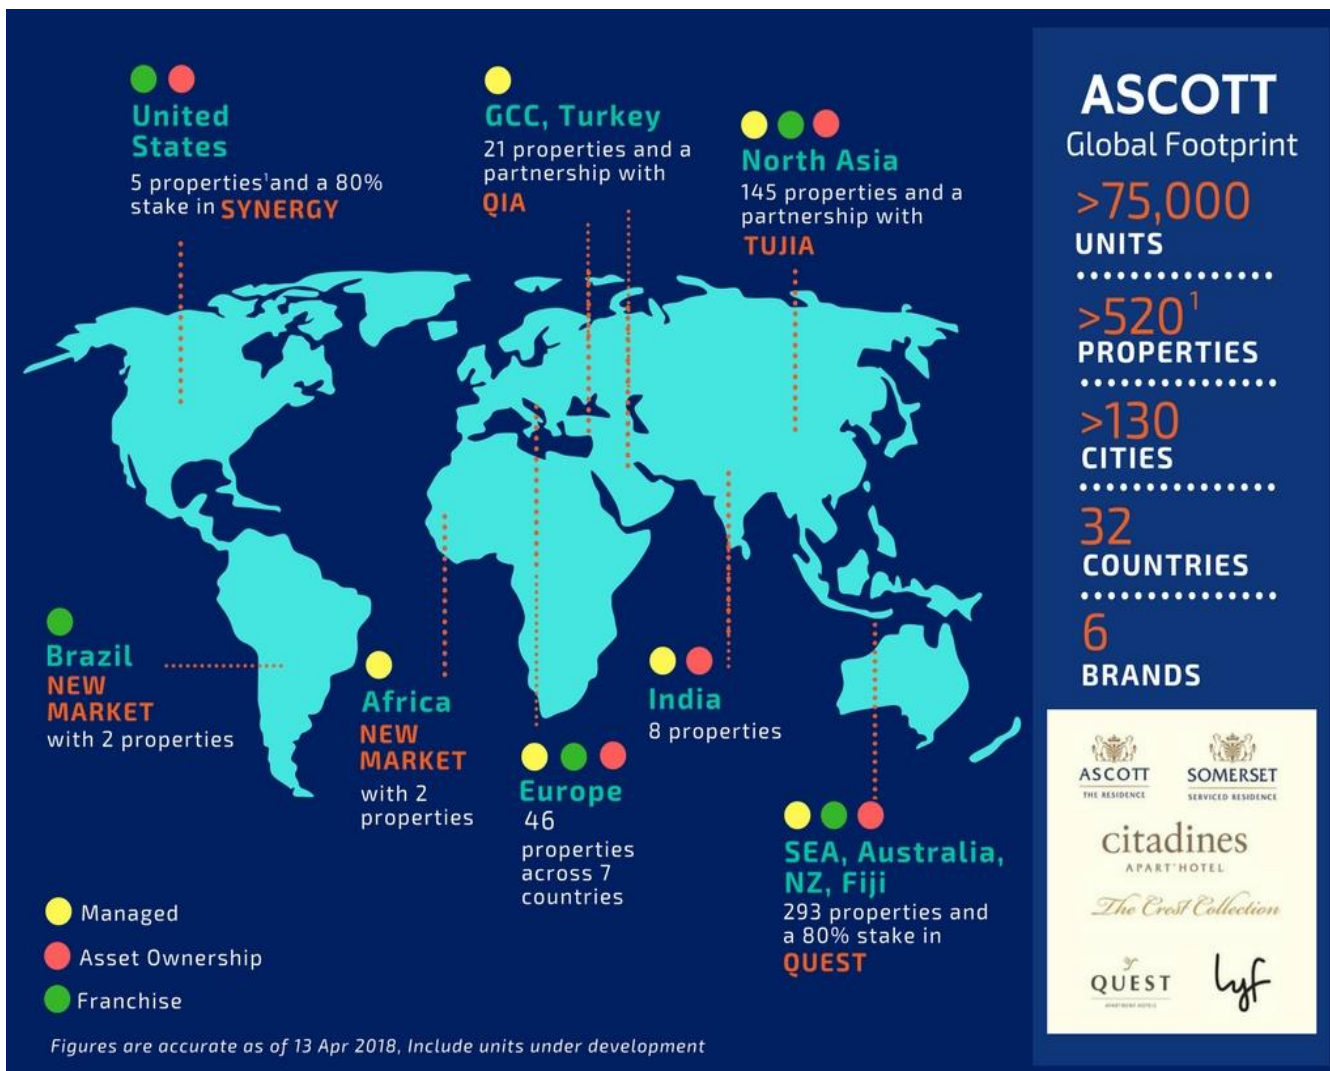 United
States
5 properties¹and a 80%
stake in SYNERGY
GCC, Turkey
21 properties and a
partnership with
QIA
North Asia
145 properties and a
partnership with
TUJIA
Brazil
NEW
MARKET
with 2 properties
Africa
NEW
MARKET
with 2
properties
Europe
46
properties
across 7
countries
India
8 properties
SEA, Australia,
NZ, Fiji
293 properties and
a 80% stake in
QUEST
Managed
Asset Ownership
Franchise
Figures are accurate as of 13 Apr 2018, Include units under development
ASCOTT
Global Footprint
>75,000
UNITS
>520¹
PROPERTIES
>130
CITIES
32
COUNTRIES
6
BRANDS
ASCOTT
THE RESIDENCE
SOMERSET
SERVICED RESIDENCE
citadines
APART'HOTEL
The Crest Collection
QUEST
APARTMENT HOTELS
lyf